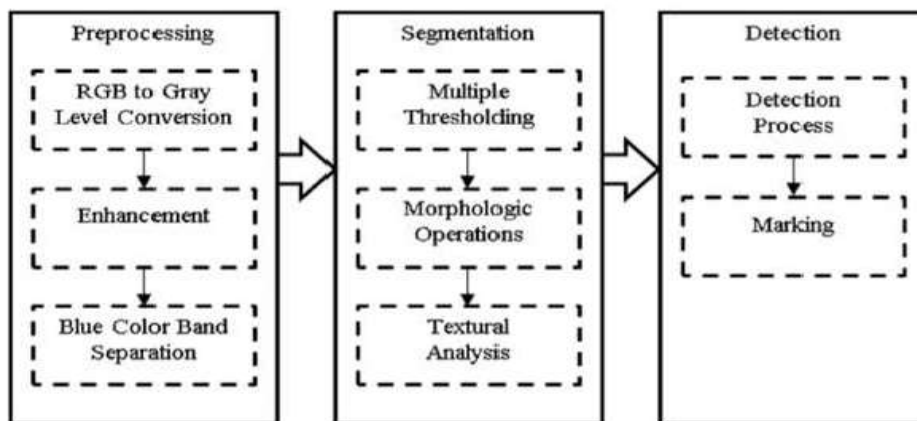 Preprocessing
RGB to Gray
Level Conversion
Enhancement
Blue Color Band
Separation
Segmentation
Multiple
Thresholding
Morphologic
Operations
Textural
Analysis
Detection
Detection
Process
Marking